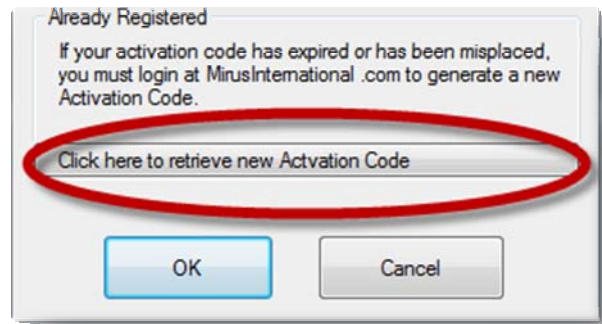 Already Registered
If your activation code has expired or has been misplaced,
you must login at MirusInternational .com to generate a new
Activation Code.
Click here to retrieve new Actvation Code
OK
Cancel